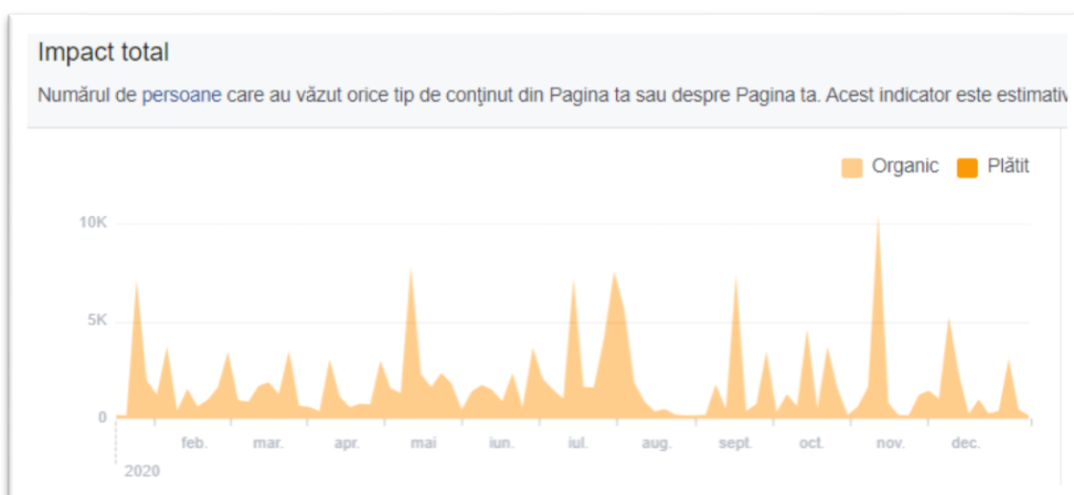 Impact total
Numărul de persoane care au văzut orice tip de conţinut din Pagina ta sau despre Pagina ta. Acest indicator este estimativ
Organic Plătit
10K
5K
0
feb. mar. apr. mai iun. iul. aug. sept. oct. nov. dec.
2020